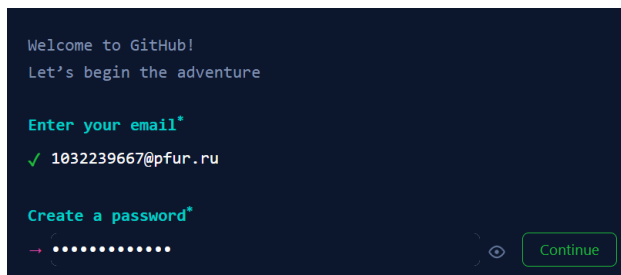 Welcome to GitHub!
Let’s begin the adventure
Enter your email*
✓ 1032239667@pfur.ru
Create a password*
→ ••••••••••••• Continue